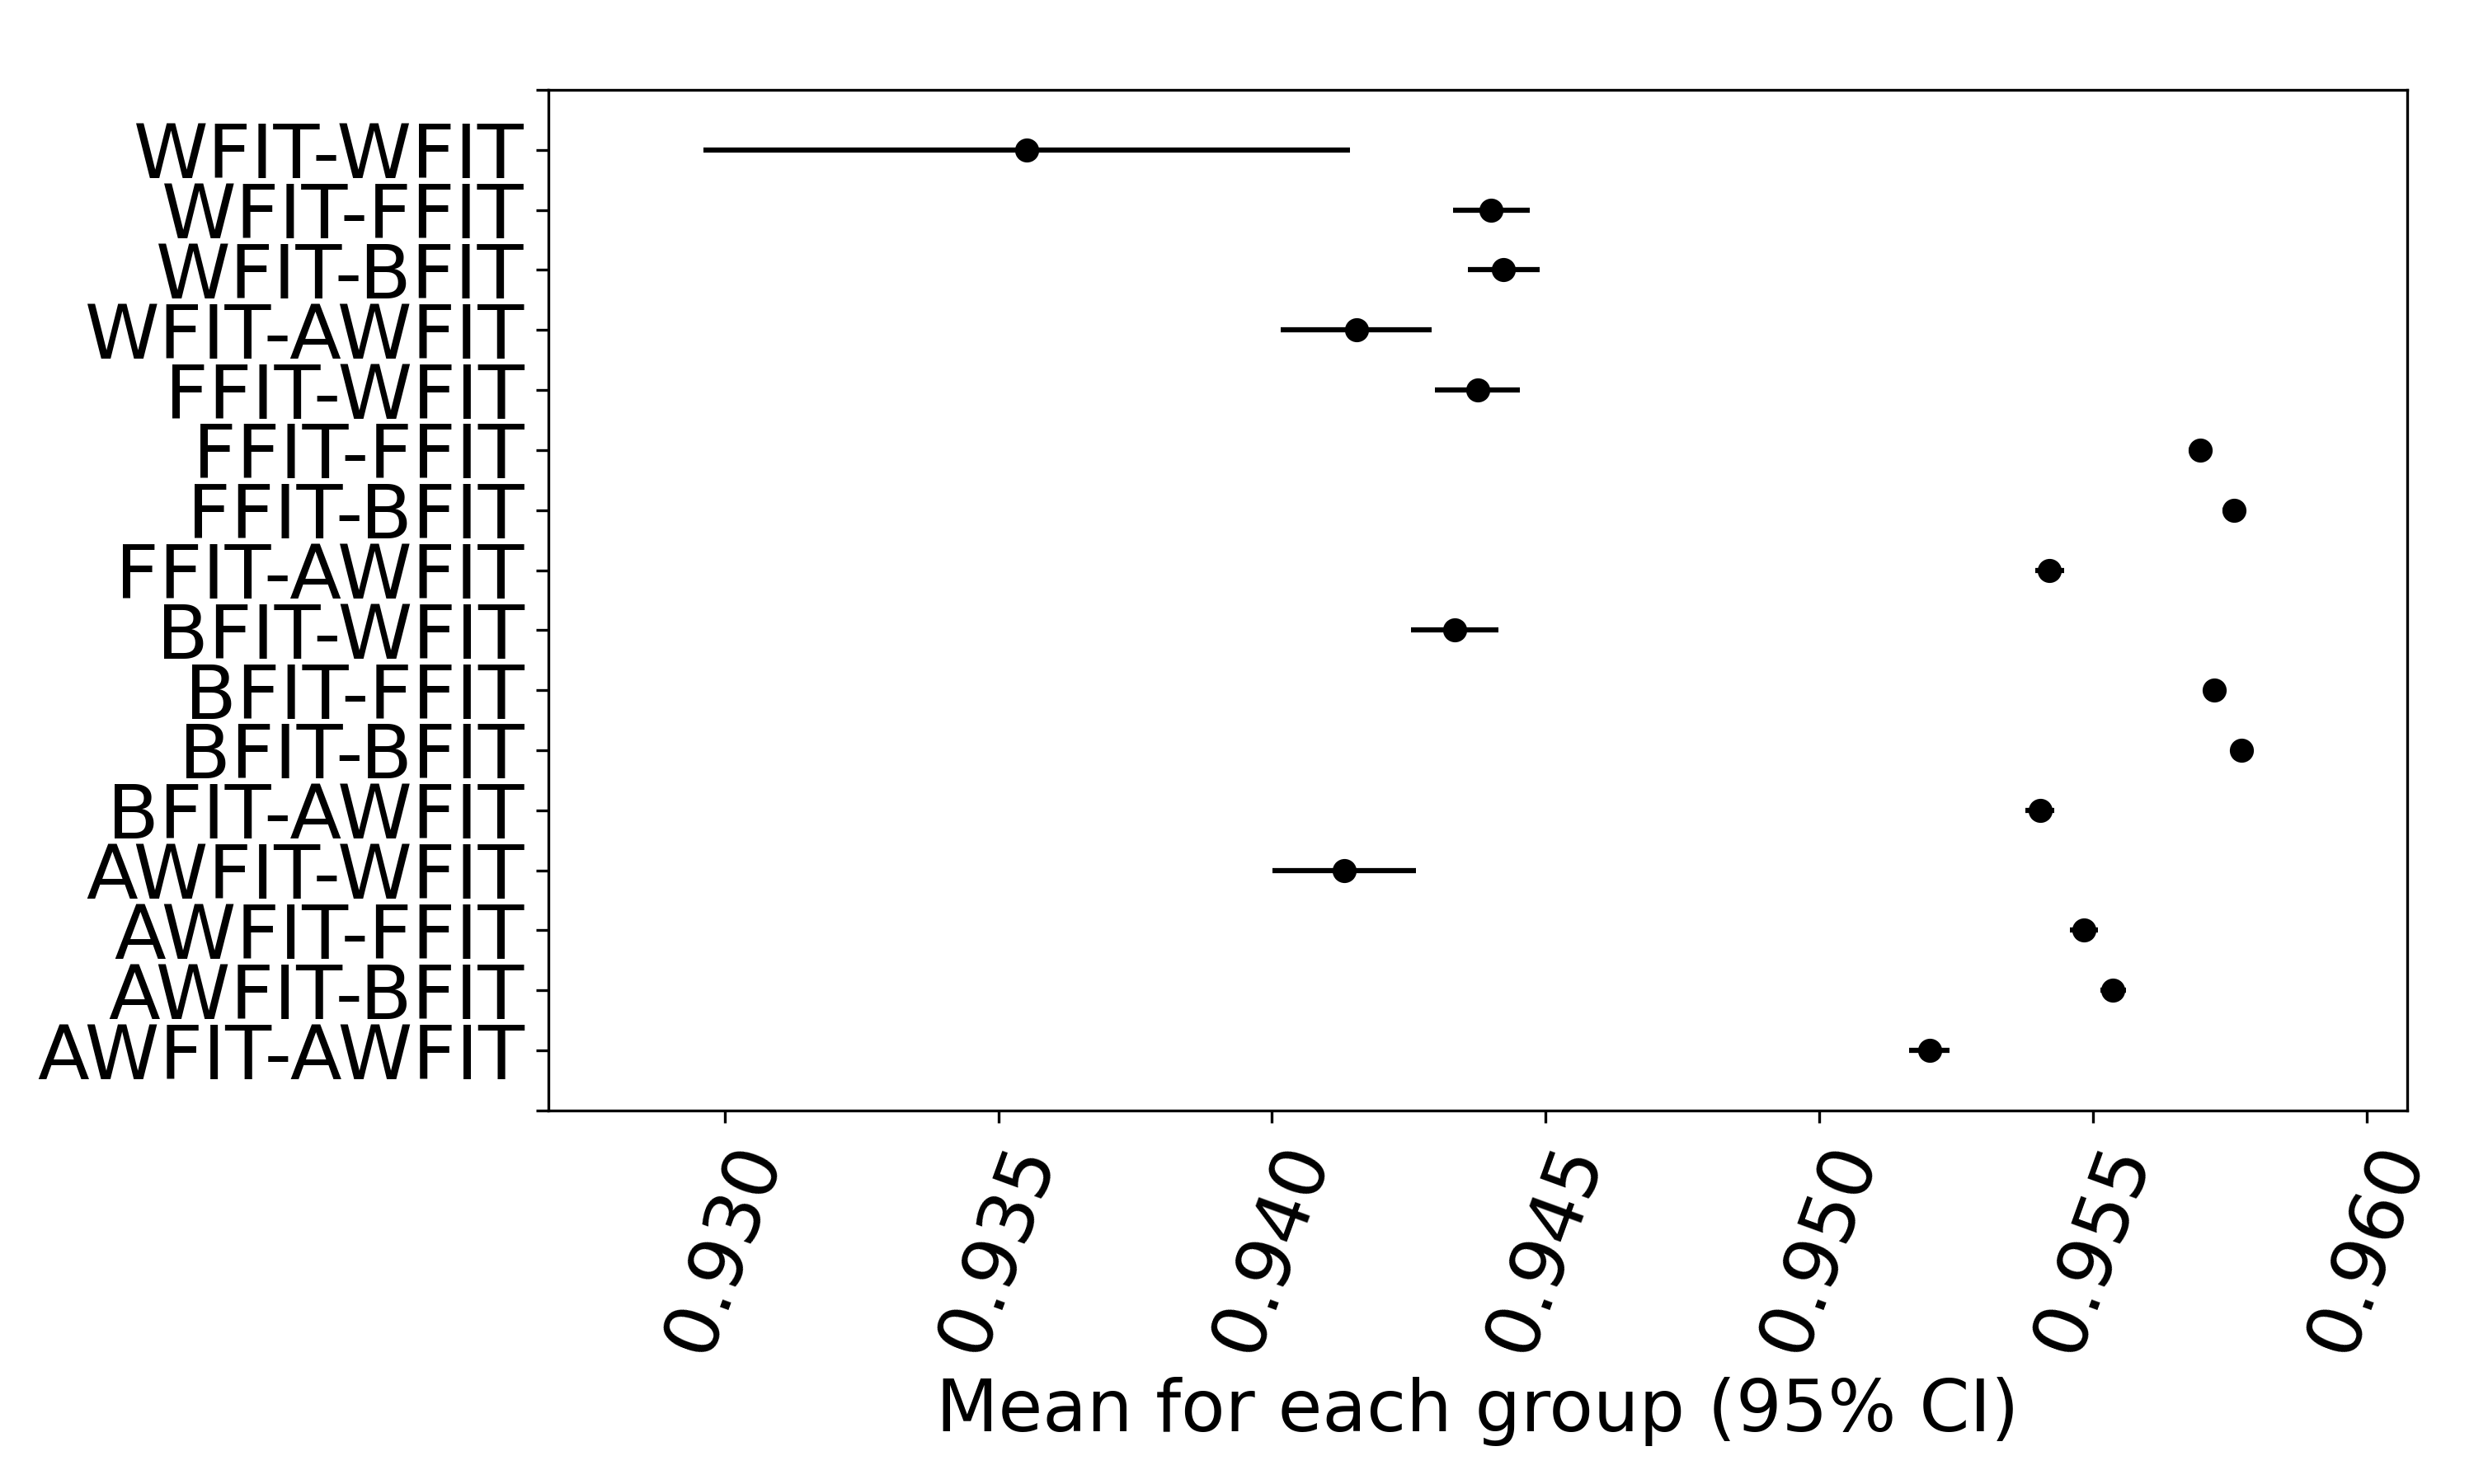 WFIT-WFIT
WFIT-FFIT
WFIT-BFIT
WFIT-AWFIT
FFIT-WFIT
FFIT-FFIT
FFIT-BFIT
FFIT-AWFIT
BFIT-WFIT
BFIT-FFIT
BFIT-BFIT
BFIT-AWFIT
AWFIT-WFIT
AWFIT-FFIT
AWFIT-BFIT
AWFIT-AWFIT
0.930
0.935
0.940
0.945
0.950
0.955
0.960
Mean for each group (95% CI)